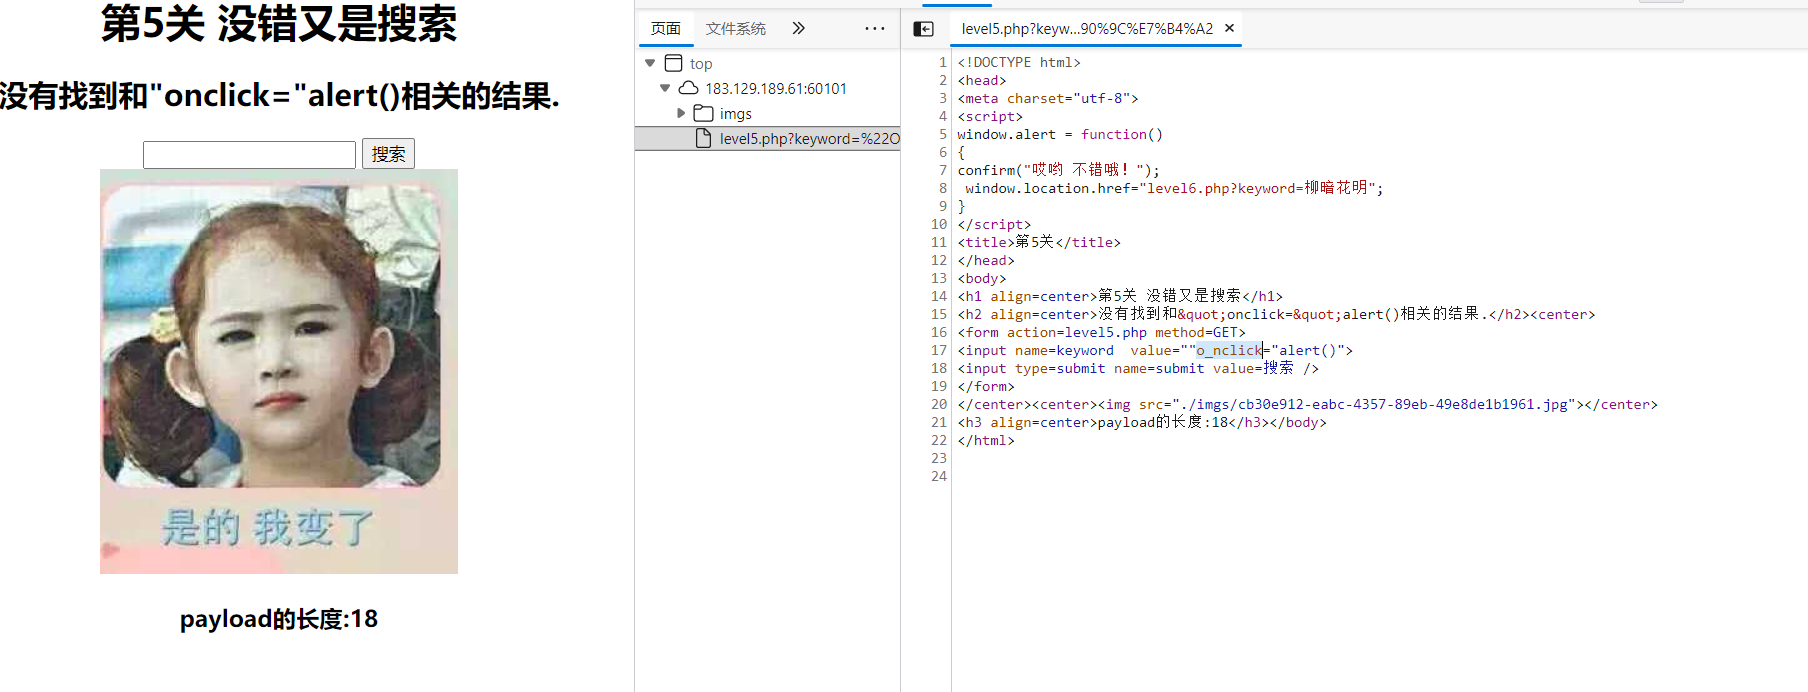 第5关 没错又是搜索
没有找到和"onclick="alert()相关的结果.
搜索
是的 我变了
payload的长度:18
页面 文件系统
top
183.129.189.61:60101
imgs
level5.php?keyword=%22O
level5.php?keyw...90%9C%E7%B4%A2 ×
1 <!DOCTYPE html>
2 <head>
3 <meta charset="utf-8">
4 <script>
5 window.alert = function()
6 {
7 confirm("哎哟 不错哦! ");
8 window.location.href="level6.php?keyword=柳暗花明";
9 }
10 </script>
11 <title>第5关</title>
12 </head>
13 <body>
14 <h1 align=center>第5关 没错又是搜索</h1>
15 <h2 align=center>没有找到和&quot;onclick=&quot;alert()相关的结果.</h2><center>
16 <form action=level5.php method=GET>
17 <input name=keyword  value=""o_nclick="alert()">
18 <input type=submit name=submit value=搜索 />
19 </form>
20 </center><center><img src="./imgs/cb30e912-eabc-4357-89eb-49e8de1b1961.jpg"></center>
21 <h3 align=center>payload的长度:18</h3></body>
22 </html>
23
24